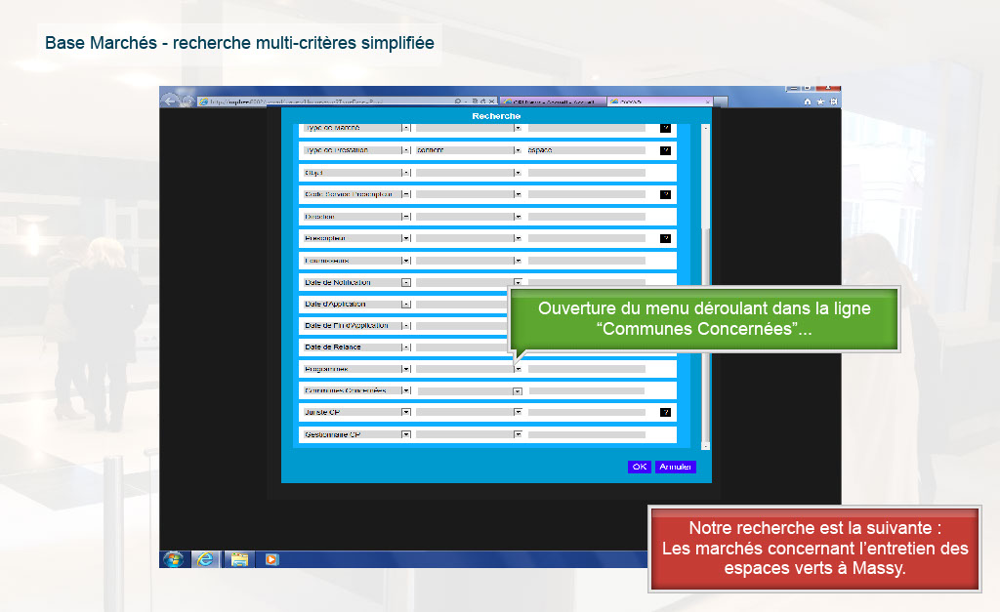 Base Marchés - recherche multi-critères simplifiée
Recherche
Type de Marché ?
Type de Prestation contient espace ?
Objet
Code Service Prescripteur ?
Direction
Prescripteur ?
Fournisseurs
Date de Notification
Date d'Application
Date de Fin d'Application
Date de Relance
Programmes
Communes Concernées
Juriste CP ?
Gestionnaire CP
OK Annuler
Ouverture du menu déroulant dans la ligne
“Communes Concernées”...
Notre recherche est la suivante :
Les marchés concernant l’entretien des
espaces verts à Massy.